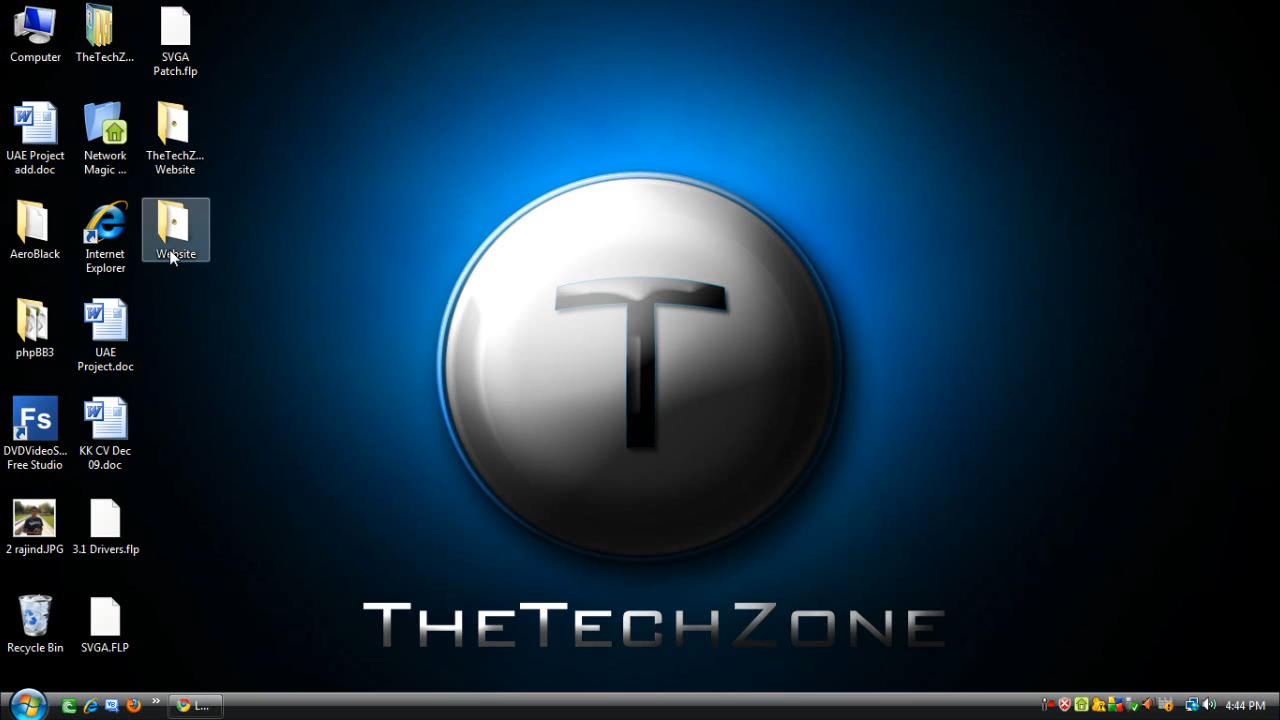 Computer
TheTechZ...
SVGA
Patch.flp
UAE Project
add.doc
Network
Magic ...
TheTechZ...
Website
AeroBlack
Internet
Explorer
Website
phpBB3
UAE
Project.doc
Fs
DVDVideoS...
Free Studio
KK CV Dec
09.doc
2 rajind.JPG
3.1 Drivers.flp
Recycle Bin
SVGA.FLP
T
THETECHZONE
L...
4:44 PM